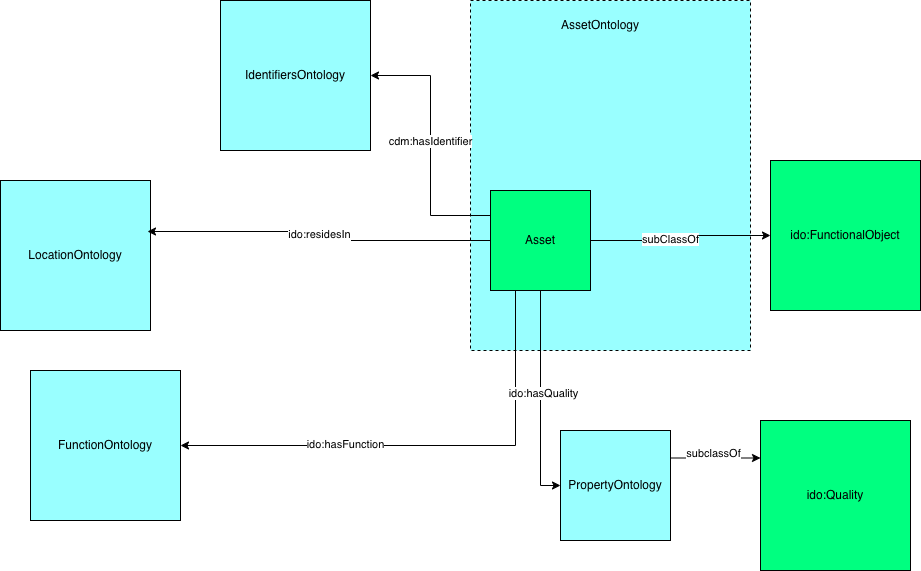 AssetOntology
IdentifiersOntology
cdm:hasIdentifier
ido:residesIn
Asset
subClassOf
ido:FunctionalObject
LocationOntology
ido:hasQuality
FunctionOntology
ido:hasFunction
subclassOf
PropertyOntology
ido:Quality